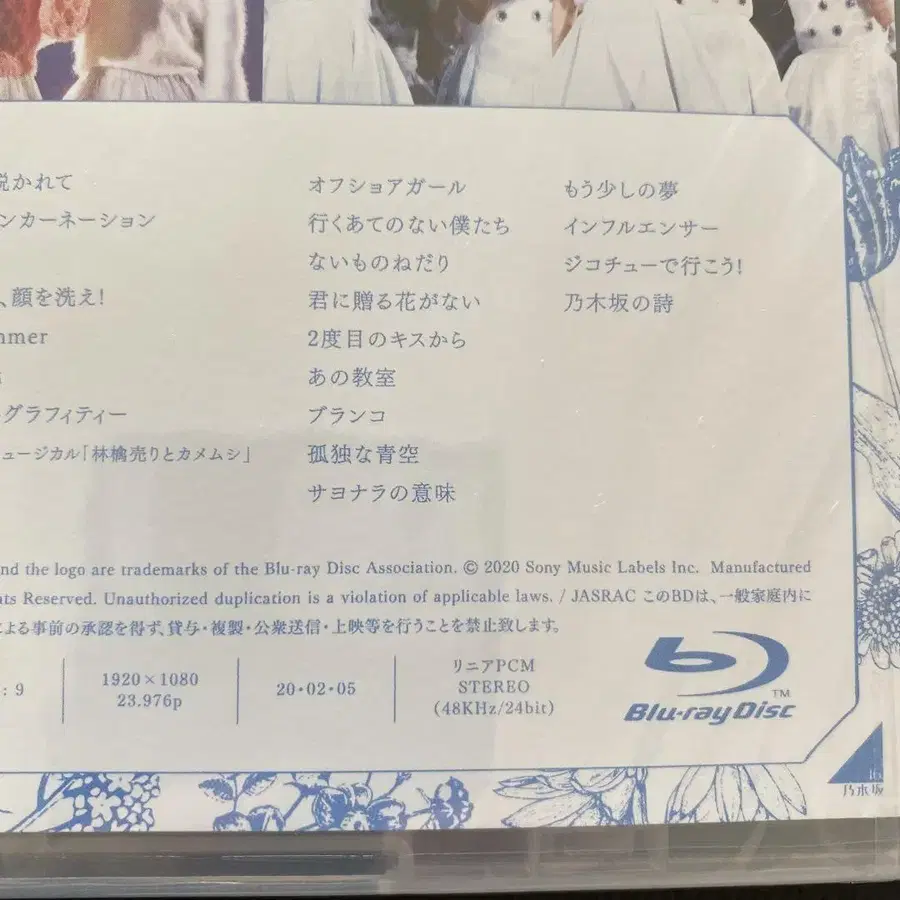 説かれて
ンカーネーション
、顔を洗え!
mmer
グラフィティー
ュージカル「林檎売りとカメムシ」
オフショアガール
行くあてのない僕たち
ないものねだり
君に贈る花がない
2度目のキスから
あの教室
ブランコ
孤独な青空
サヨナラの意味
もう少しの夢
インフルエンサー
ジコチューで行こう!
乃木坂の詩
nd the logo are trademarks of the Blu-ray Disc Association. © 2020 Sony Music Labels Inc. Manufactured
ts Reserved. Unauthorized duplication is a violation of applicable laws. / JASRAC このBDは、一般家庭内に
よる事前の承認を得ず、貸与・複製・公衆送信・上映等を行うことを禁止致します。
: 9
1920×1080
23.976p
20・02・05
リニアPCM
STEREO
(48KHz/24bit)
Blu-ray Disc
TM
乃木坂